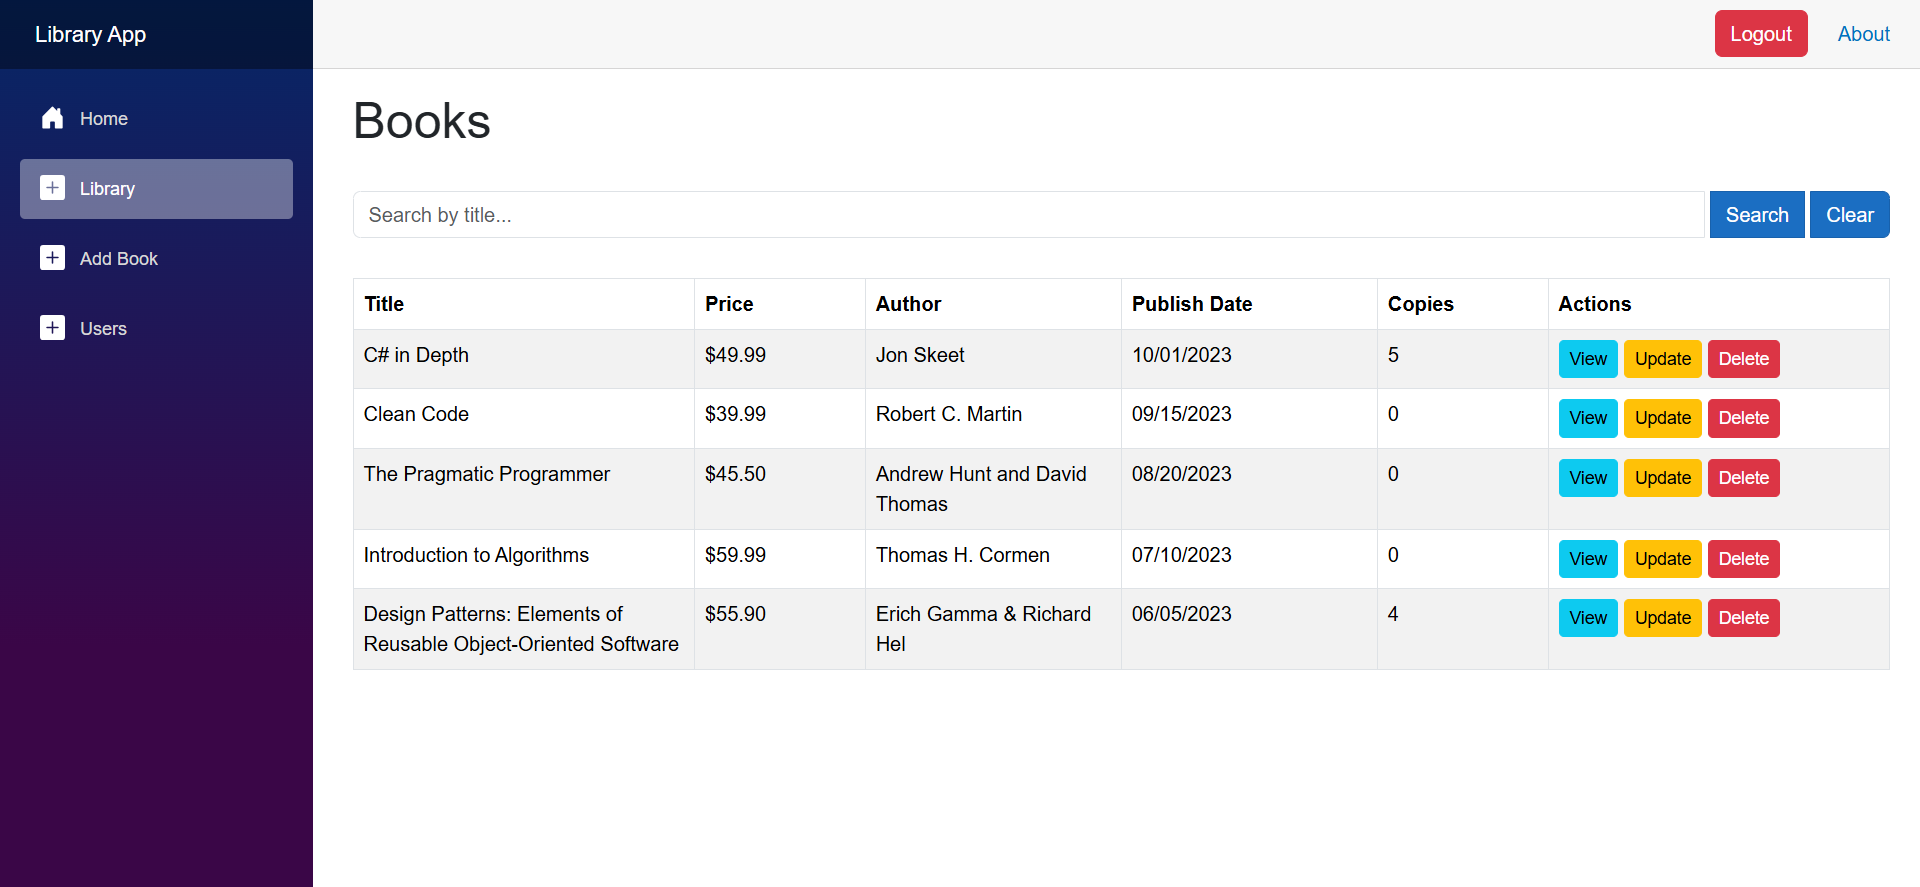 Library App
Logout
About
Home
Library
Add Book
Users
Books
Search by title...
Search
Clear
Title Price Author Publish Date Copies Actions
C# in Depth $49.99 Jon Skeet 10/01/2023 5 View Update Delete
Clean Code $39.99 Robert C. Martin 09/15/2023 0 View Update Delete
The Pragmatic Programmer $45.50 Andrew Hunt and David 08/20/2023 0 View Update Delete
Thomas
Introduction to Algorithms $59.99 Thomas H. Cormen 07/10/2023 0 View Update Delete
Design Patterns: Elements of $55.90 Erich Gamma & Richard 06/05/2023 4 View Update Delete
Reusable Object-Oriented Software Hel